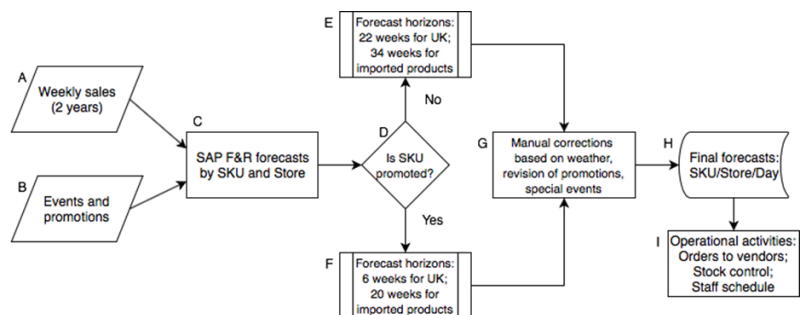 A
Weekly sales
(2 years)
B
Events and
promotions
C
SAP F&R forecasts
by SKU and Store
D
Is SKU
promoted?
No
Yes
E
Forecast horizons:
22 weeks for UK;
34 weeks for
imported products
F
Forecast horizons:
6 weeks for UK;
20 weeks for
imported products
G
Manual corrections
based on weather,
revision of promotions,
special events
H
Final forecasts:
SKU/Store/Day
I
Operational activities:
Orders to vendors;
Stock control;
Staff schedule